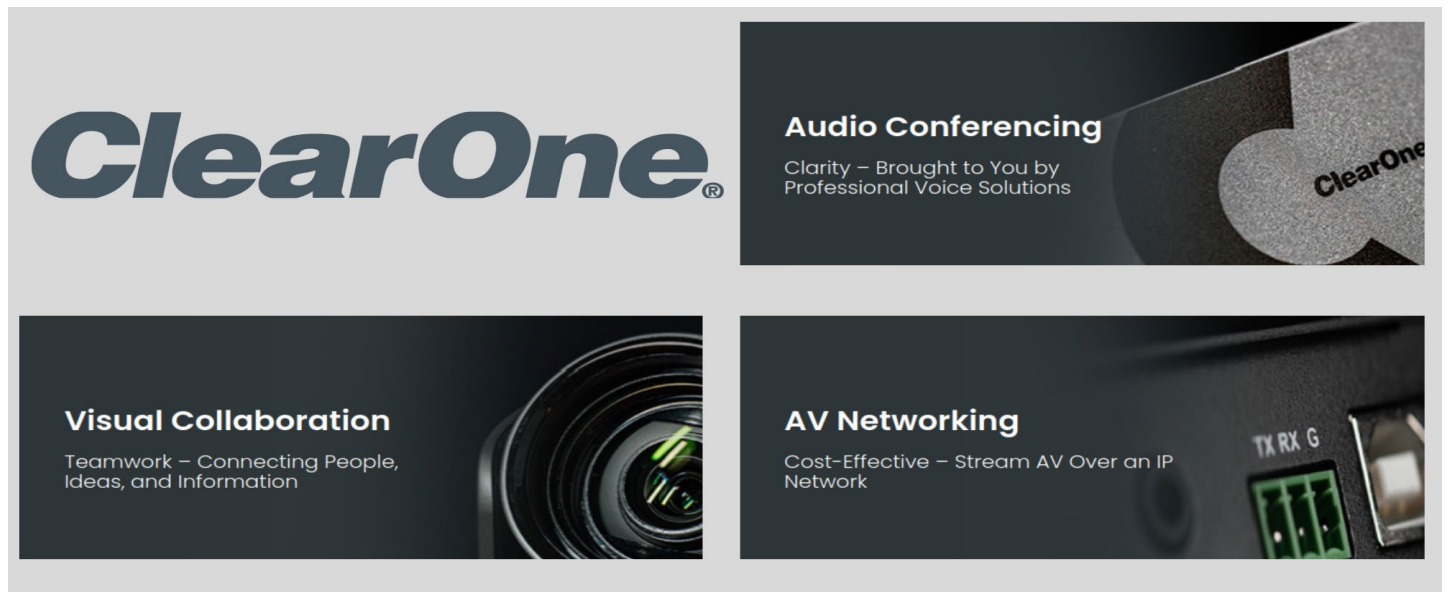 ClearOne®
Audio Conferencing
Clarity – Brought to You by
Professional Voice Solutions
ClearOne
Visual Collaboration
Teamwork – Connecting People,
Ideas, and Information
AV Networking
Cost-Effective – Stream AV Over an IP
Network
TX RX G